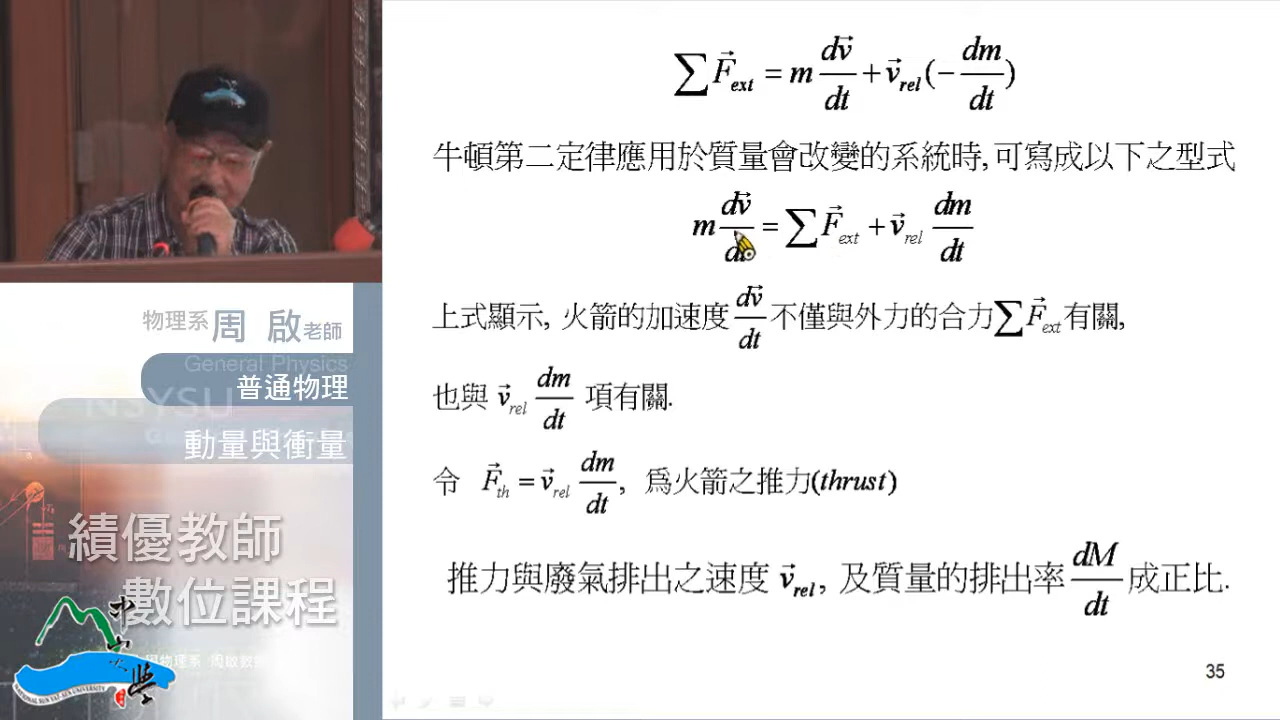 ∑F⃗ext = m dv⃗/dt + v⃗rel(− dm/dt)
牛頓第二定律應用於質量會改變的系統時,可寫成以下之型式
m dv⃗/dt = ∑F⃗ext + v⃗rel dm/dt
上式顯示, 火箭的加速度 dv⃗/dt 不僅與外力的合力∑F⃗ext 有關,
也與 v⃗rel dm/dt 項有關.
令 F⃗th = v⃗rel dm/dt, 為火箭之推力(thrust)
推力與廢氣排出之速度 v⃗rel, 及質量的排出率 dM/dt 成正比.
35
物理系周 啟老師
General Physics
普通物理
NSYSU
動量與衝量
績優教師
數位課程
NATIONAL SUN YAT-SEN UNIVERSITY